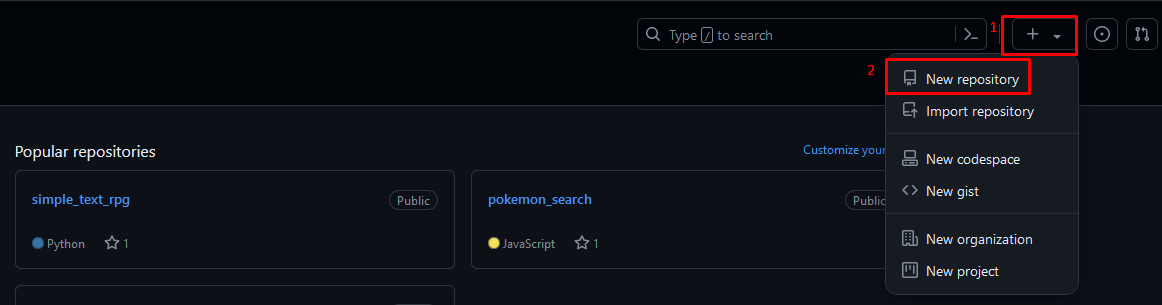 Type / to search
1
2
New repository
Import repository
New codespace
New gist
New organization
New project
Popular repositories
Customize your
simple_text_rpg
Public
Python
1
pokemon_search
Public
JavaScript
1